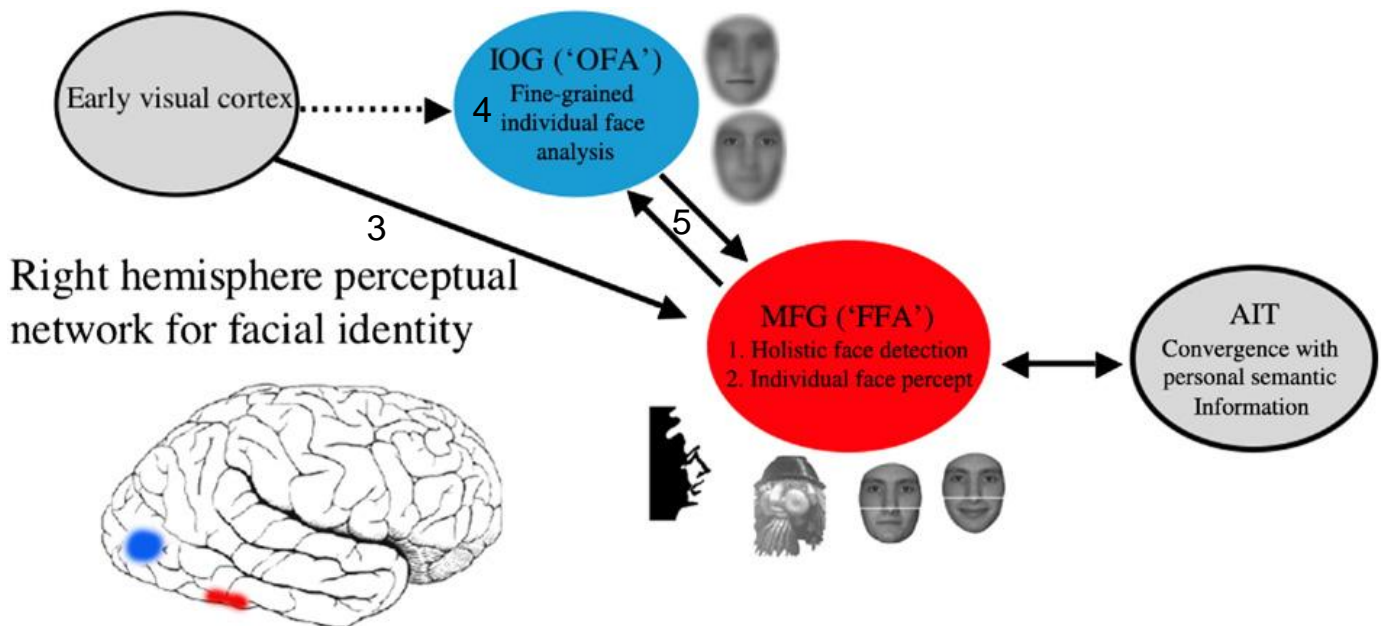 IOG (‘OFA’)
Early visual cortex
Fine-grained
4
individual face
analysis
3
5
Right hemisphere perceptual
network for facial identity
MFG (‘FFA’)
1. Holistic face detection
2. Individual face percept
AIT
Convergence with
personal semantic
Information